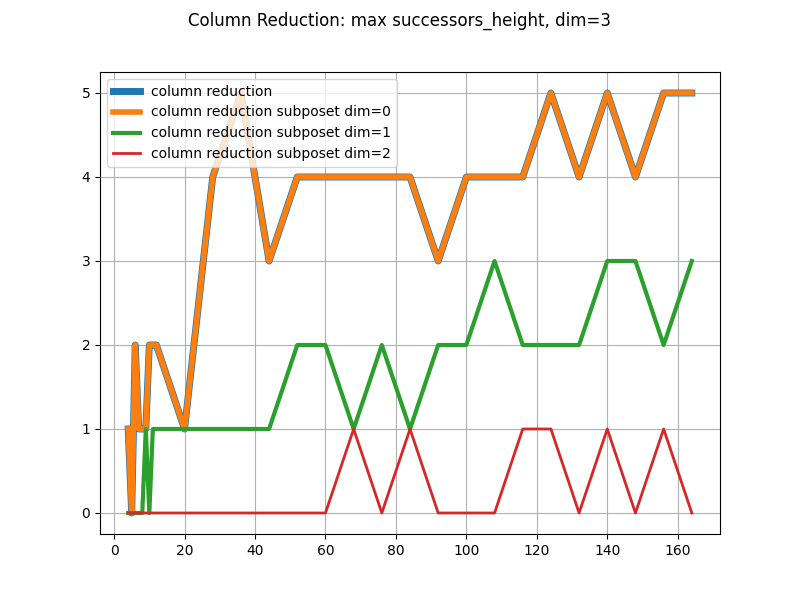 Column Reduction: max successors_height, dim=3
column reduction
column reduction subposet dim=0
column reduction subposet dim=1
column reduction subposet dim=2
5
4
3
2
1
0
0 20 40 60 80 100 120 140 160